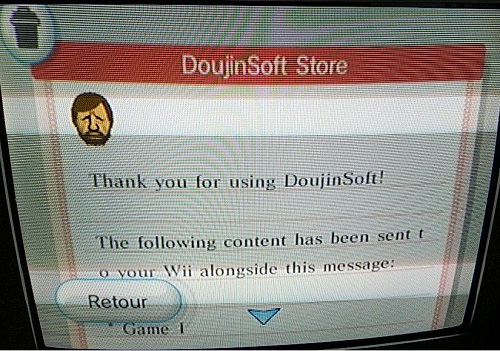 DoujinSoft Store
Thank you for using DoujinSoft!
The following content has been sent t
o your Wii alongside this message:
Retour
* Game 1